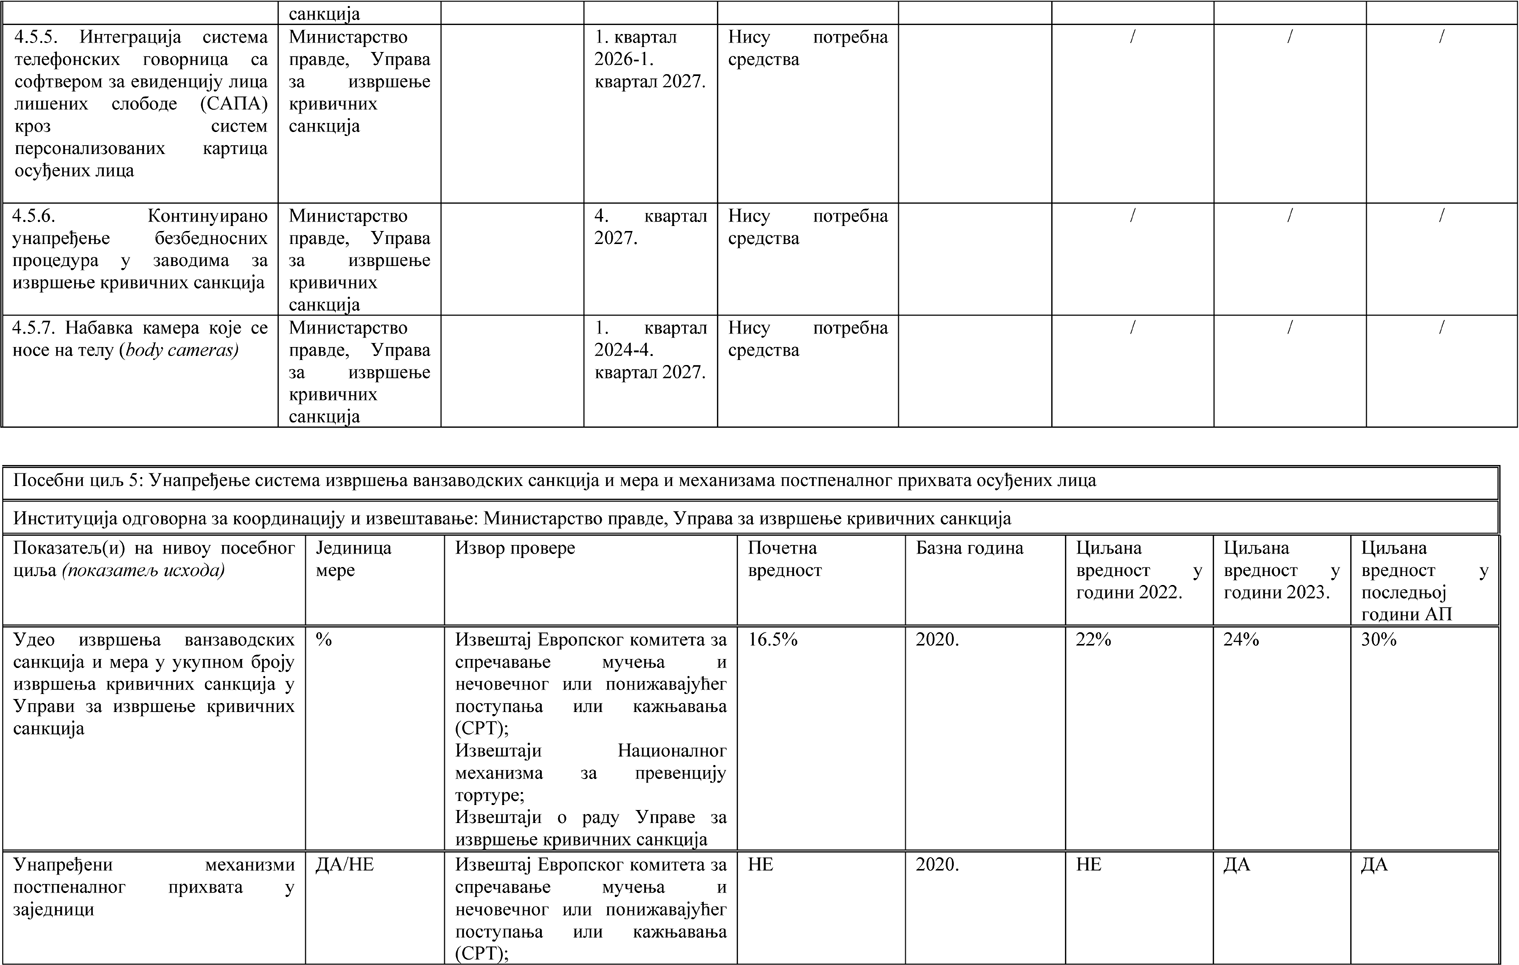 санкција
4.5.5. Интеграција система
телефонских говорница са
софтвером за евиденцију лица
лишених слободе (САПА)
кроз систем
персонализованих картица
осуђених лица
Министарство
правде, Управа
за извршење
кривичних
санкција
1. квартал
2026-1.
квартал 2027.
Нису потребна
средства
/
/
/
4.5.6. Континуирано
унапређење безбедносних
процедура у заводима за
извршење кривичних санкција
Министарство
правде, Управа
за извршење
кривичних
санкција
4. квартал
2027.
Нису потребна
средства
/
/
/
4.5.7. Набавка камера које се
носе на телу (body cameras)
Министарство
правде, Управа
за извршење
кривичних
санкција
1. квартал
2024-4.
квартал 2027.
Нису потребна
средства
/
/
/
Посебни циљ 5: Унапређење система извршења ванзаводских санкција и мера и механизама постпеналног прихвата осуђених лица
Институција одговорна за координацију и извештавање: Министарство правде, Управа за извршење кривичних санкција
Показатељ(и) на нивоу посебног
циља (показатељ исхода)
Јединица
мере
Извор провере
Почетна
вредност
Базна година
Циљана
вредност у
години 2022.
Циљана
вредност у
години 2023.
Циљана
вредност у
последњој
години АП
Удео извршења ванзаводских
санкција и мера у укупном броју
извршења кривичних санкција у
Управи за извршење кривичних
санкција
%
Извештај Европског комитета за
спречавање мучења и
нечовечног или понижавајућег
поступања или кажњавања
(CPT);
Извештаји Националног
механизма за превенцију
тортуре;
Извештаји о раду Управе за
извршење кривичних санкција
16.5%
2020.
22%
24%
30%
Унапређени механизми
постпеналног прихвата у
заједници
ДА/НЕ
Извештај Европског комитета за
спречавање мучења и
нечовечног или понижавајућег
поступања или кажњавања
(CPT);
НЕ
2020.
НЕ
ДА
ДА